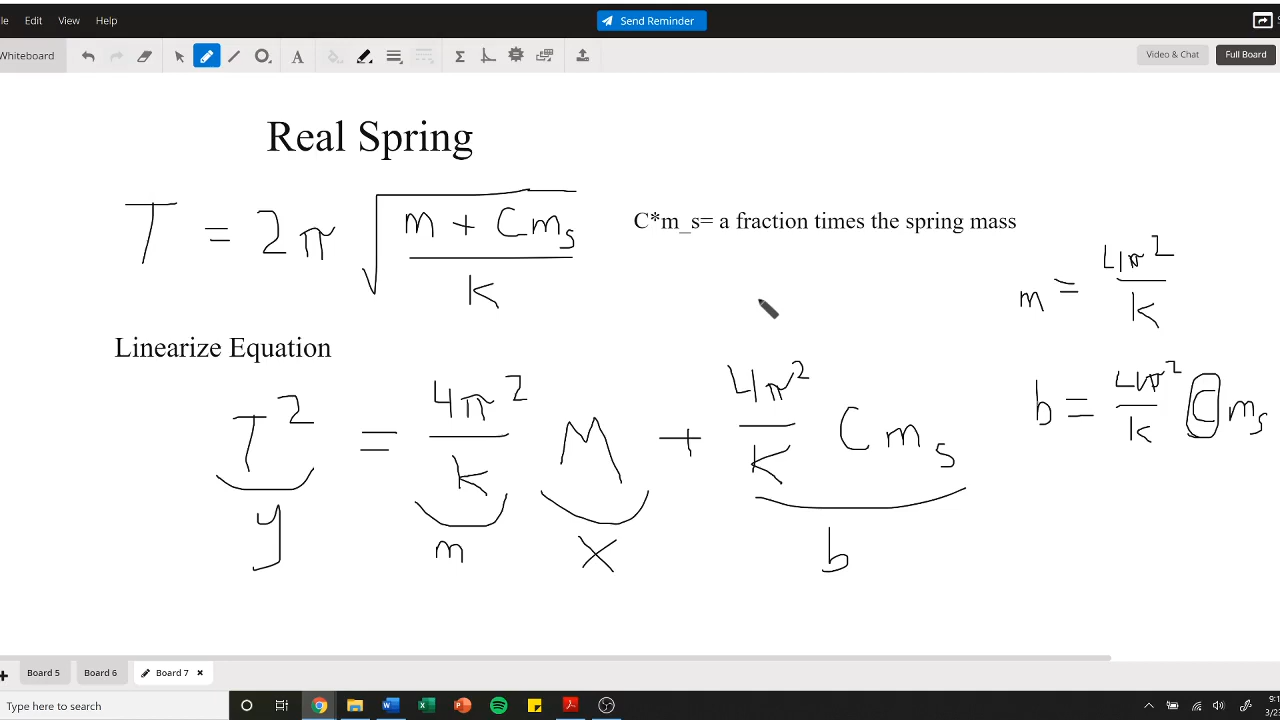 Edit View Help
Send Reminder
Whiteboard
Video & Chat
Full Board
Real Spring
T = 2π √((m + Cm_s)/k)
C*m_s= a fraction times the spring mass
m = 4π²/k
Linearize Equation
T² = 4π²/k M + 4π²/k Cm_s
b = 4π²/k Cm_s
y m x b
Board 5 Board 6 Board 7
Type here to search